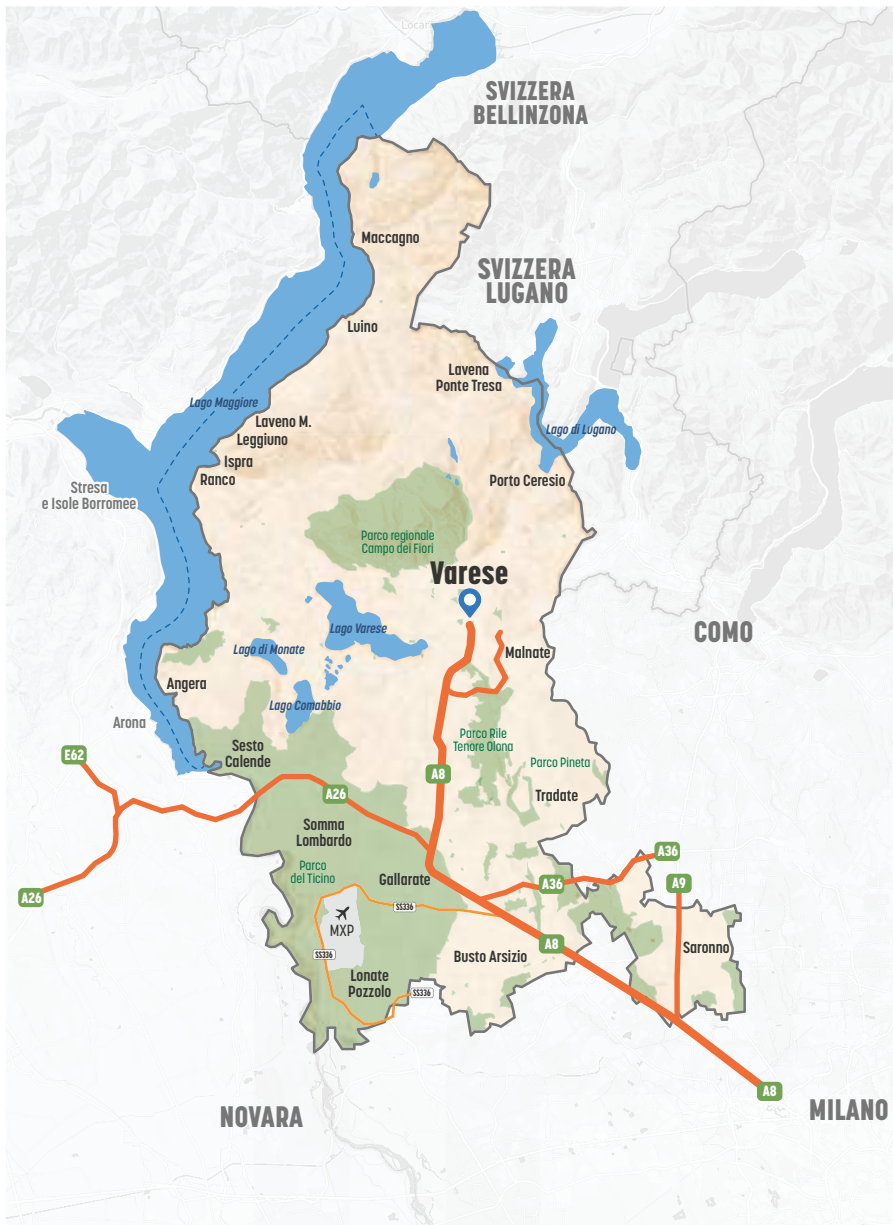 Locar
SVIZZERA
BELLINZONA
Maccagno
SVIZZERA
LUGANO
Luino
Lavena
Ponte Tresa
Lago Maggiore
Laveno M.
Leggiuno
Lago di Lugano
Ispra
Ranco
Porto Ceresio
Stresa
e Isole Borromee
Parco regionale
Campo dei Fiori
Varese
Lago Varese
COMO
Lago di Monate
Malnate
Angera
Lago Comabbio
Arona
Parco Rile
Tenore Olona
Sesto
Calende
E62
Parco Pineta
A8
A26
Tradate
Somma
Lombardo
A36
Parco
del Ticino
Gallarate
A36
A9
A26
SS336
MXP
A8
Saronno
SS336
Busto Arsizio
Lonate
Pozzolo
SS336
A8
MILANO
NOVARA